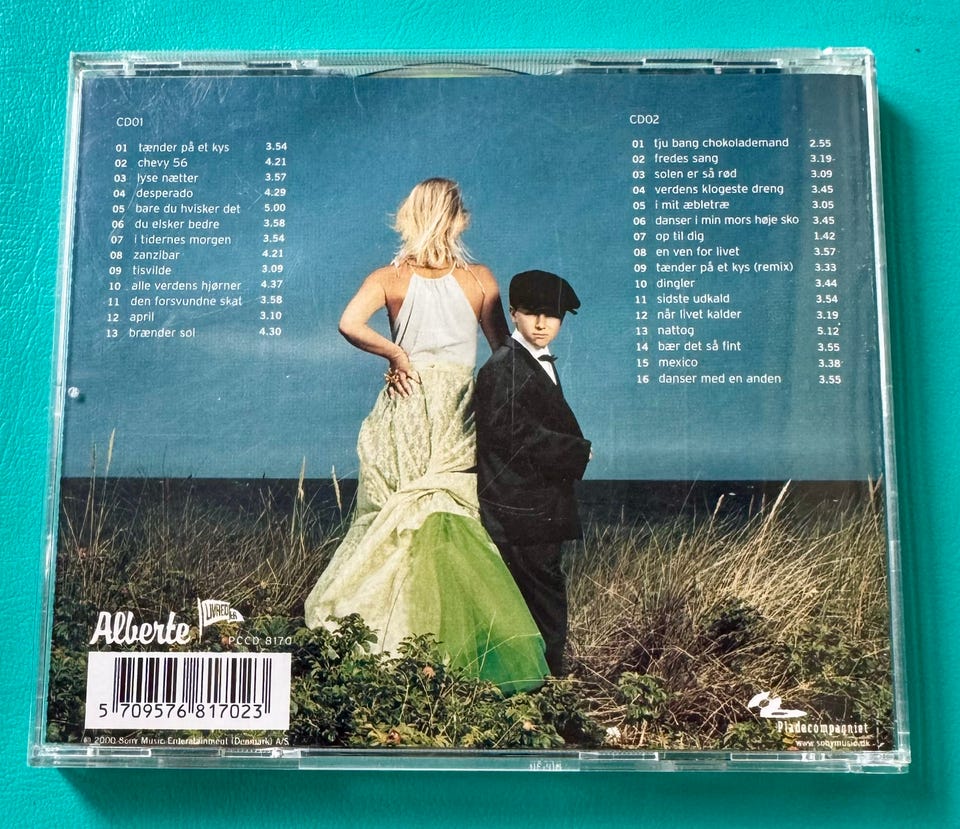 CD01
01 tænder på et kys 3.54
02 chevy 56 4.21
03 lyse nætter 3.57
04 desperado 4.29
05 bare du hvisker det 5.00
06 du elsker bedre 3.58
07 i tidernes morgen 3.54
08 zanzibar 4.21
09 tisvilde 3.09
10 alle verdens hjørner 4.37
11 den forsvundne skat 3.58
12 april 3.10
13 brænder sol 4.30
CD02
01 tju bang chokolademand 2.55
02 fredes sang 3.19
03 solen er så rød 3.09
04 verdens klogeste dreng 3.45
05 i mit æbletræ 3.05
06 danser i min mors høje sko 3.45
07 op til dig 1.42
08 en ven for livet 3.57
09 tænder på et kys (remix) 3.33
10 dingler 3.44
11 sidste udkald 3.54
12 når livet kalder 3.19
13 nattog 5.12
14 bær det så fint 3.55
15 mexico 3.38
16 danser med en anden 3.55
Alberte
PCCD 8170
5 709576 817023
© 2000 Sony Music Entertainment (Denmark) A/S
Pladecompagniet
www.sonymusic.dk